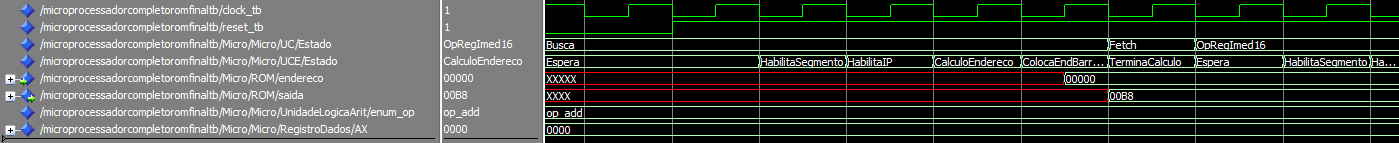 /microprocessadorcompletoromfinaltb/clock_tb 1
/microprocessadorcompletoromfinaltb/reset_tb 1
/microprocessadorcompletoromfinaltb/Micro/Micro/UC/Estado OpRegImed16 Busca Fetch OpRegImed16
/microprocessadorcompletoromfinaltb/Micro/Micro/UCE/Estado CalculoEndereco Espera HabilitaSegmento HabilitaIP CalculoEndereco ColocaEndBarr... TerminaCalculo Espera HabilitaSegmento Ha...
/microprocessadorcompletoromfinaltb/Micro/ROM/endereco 00000 XXXXX 00000
/microprocessadorcompletoromfinaltb/Micro/ROM/saida 00B8 XXXX 00B8
/microprocessadorcompletoromfinaltb/Micro/Micro/UnidadeLogicaArit/enum_op op_add op_add
/microprocessadorcompletoromfinaltb/Micro/Micro/RegistroDados/AX 0000 0000